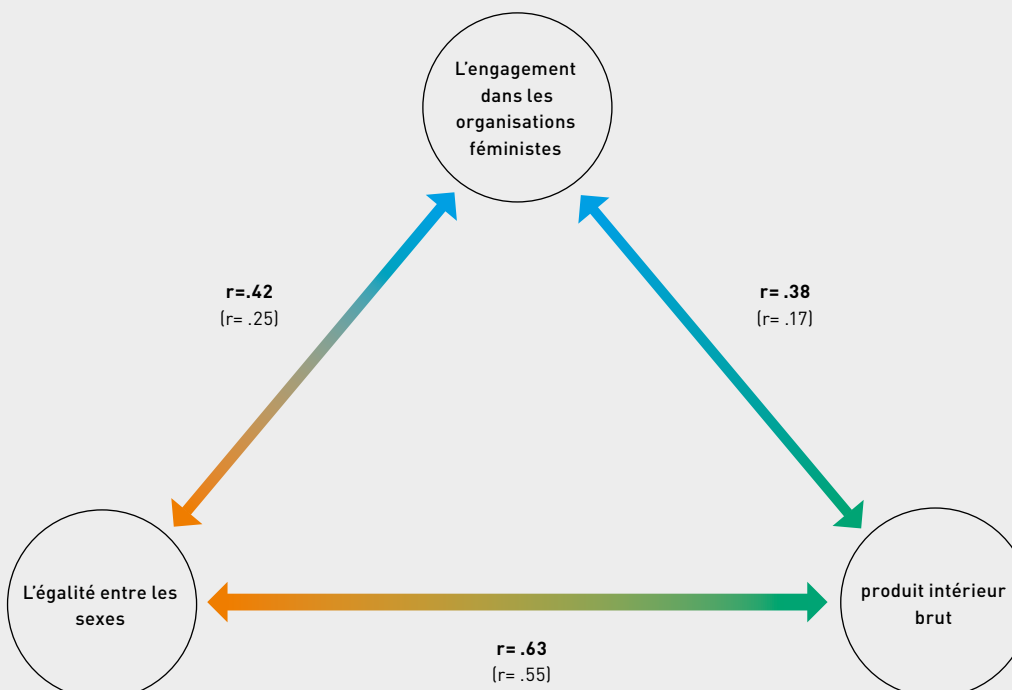 L'engagement
dans les
organisations
féministes
r=.42
(r= .25)
r= .38
(r= .17)
L'égalité entre les
sexes
produit intérieur
brut
r= .63
(r= .55)